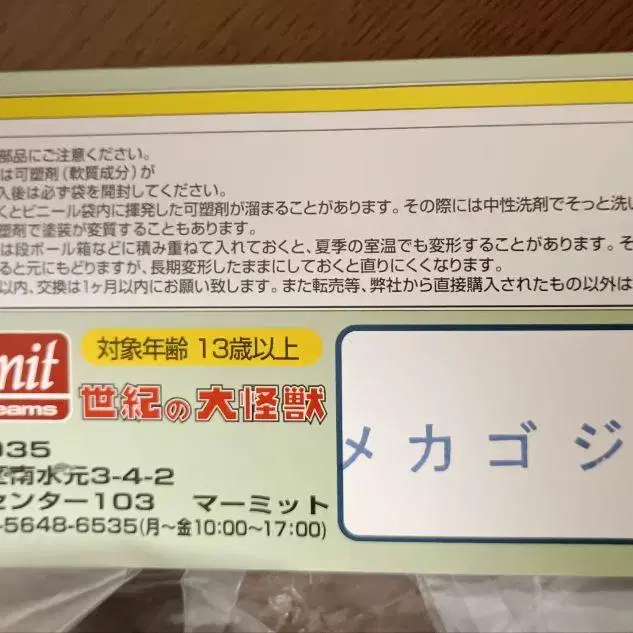 部品にご注意ください。
は可塑剤(軟質成分)が
入後は必ず袋を開封してください。
くとビニール袋内に揮発した可塑剤が溜まることがあります。その際には中性洗剤でそっと洗い
塑剤で塗装が変質することもあります。
は段ボール箱などに積み重ねて入れておくと、夏季の室温でも変形することがあります。そ
ると元にもどりますが、長期変形したままにしておくと直りにくくなります。
以内、交換は1ヶ月以内にお願い致します。また転売等、弊社から直接購入されたもの以外は
mit
eams
対象年齢 13歳以上
世紀の大怪獣
035
南水元3-4-2
センター103 マーミット
-5648-6535(月〜金10:00〜17:00)
メカゴジ